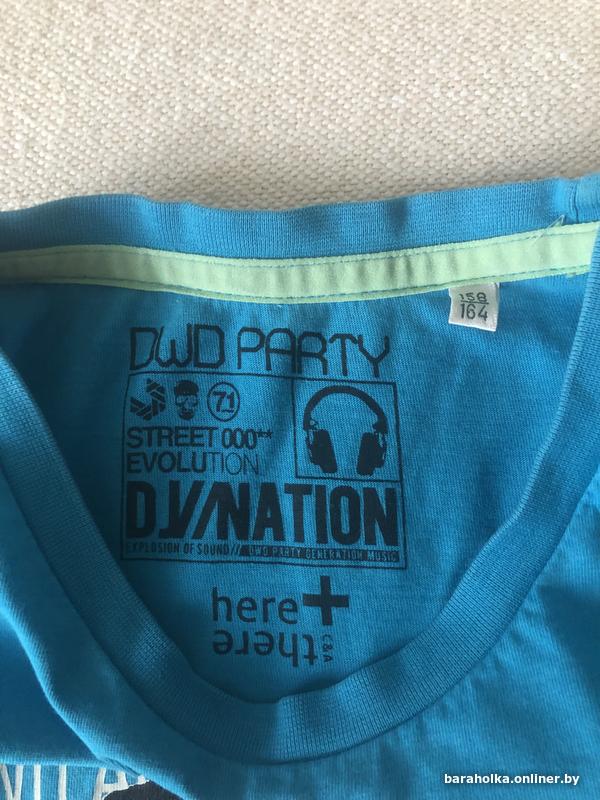 158
164
DWD PARTY
71
STREET 000**
EVOLUTION
DJ//NATION
EXPLOSION OF SOUND// DWD PARTY GENERATION MUSIC
here+
there
C&A
baraholka.onliner.by